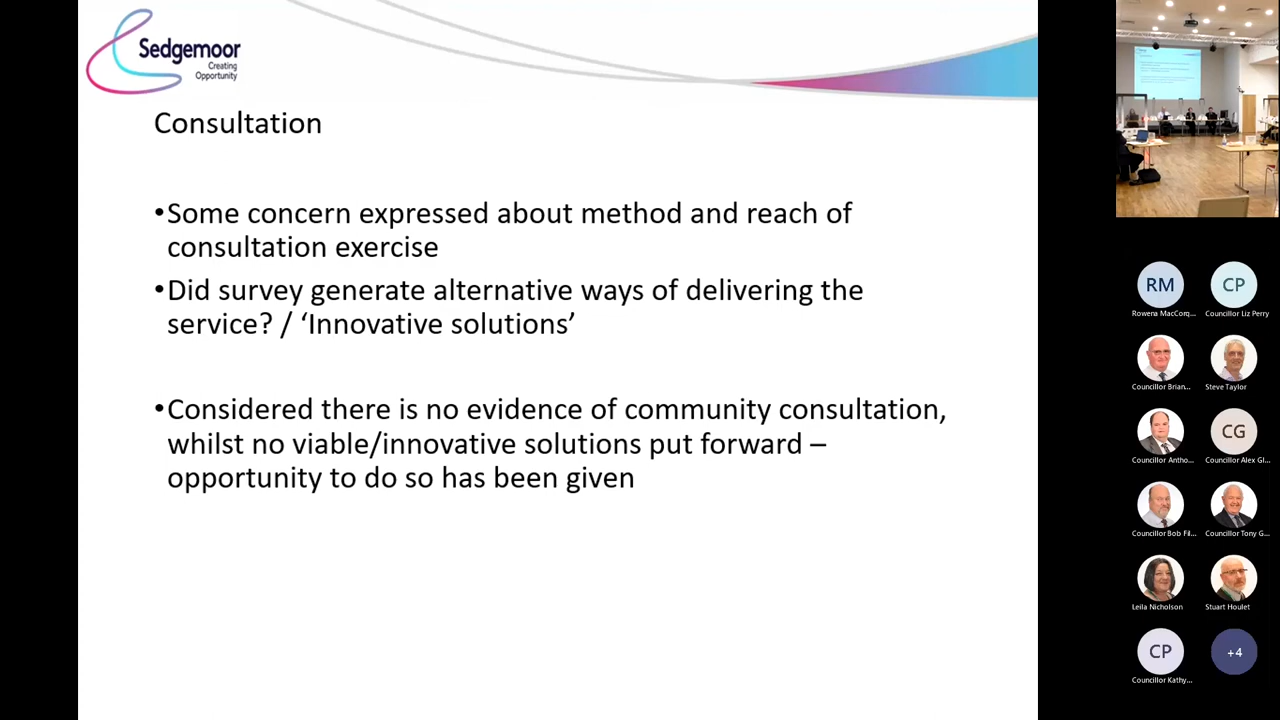 Sedgemoor
Creating
Opportunity
Consultation
•Some concern expressed about method and reach of
consultation exercise
•Did survey generate alternative ways of delivering the
service? / ‘Innovative solutions’
•Considered there is no evidence of community consultation,
whilst no viable/innovative solutions put forward –
opportunity to do so has been given
RM CP
Rowena MacCorq... Councillor Liz Perry
Councillor Brian... Steve Taylor
CG
Councillor Antho... Councillor Alex Gl...
Councillor Bob Fil... Councillor Tony G...
Leila Nicholson Stuart Houlet
CP +4
Councillor Kathy...